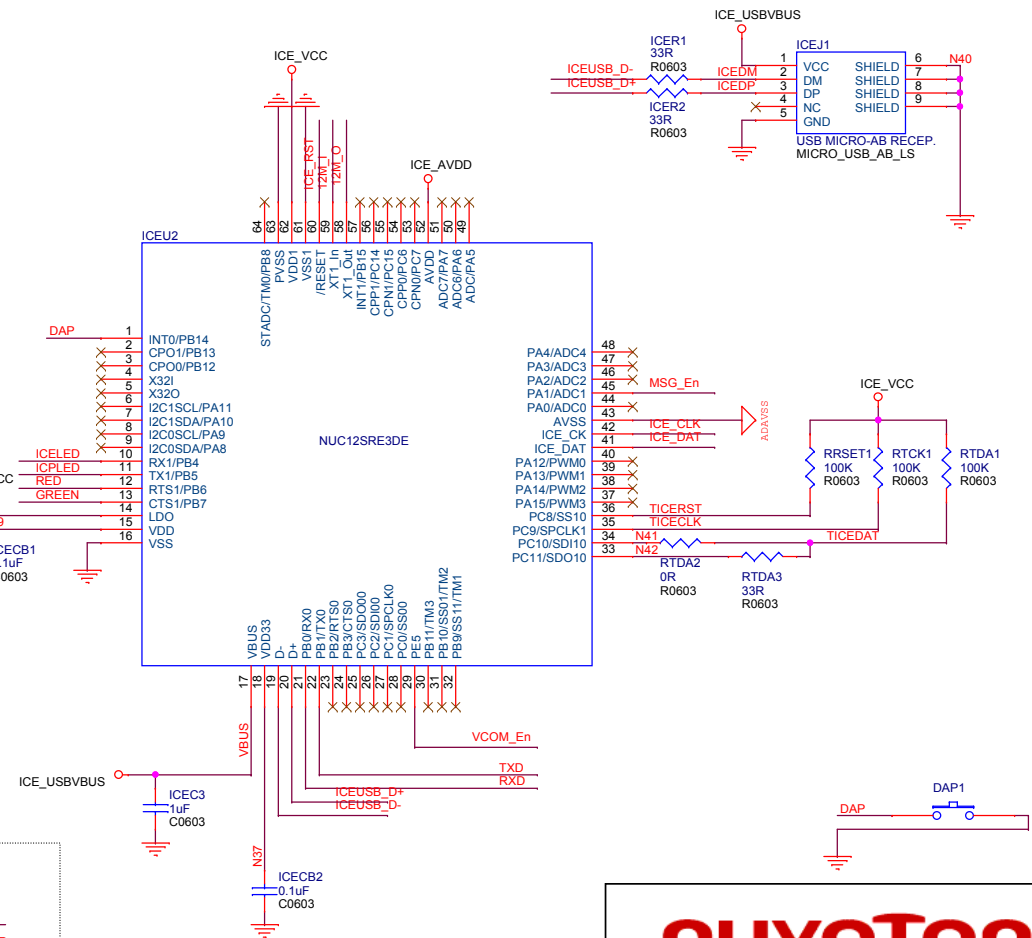 ICE_USBVBUS
ICER1
33R
R0603
ICEJ1
ICEUSB_D-
ICEUSB_D+
ICEDM
ICEDP
1
2
3
4
5
VCC
DM
DP
NC
GND
SHIELD
SHIELD
SHIELD
SHIELD
6
7
8
9
N40
ICER2
33R
R0603
USB MICRO-AB RECEP.
MICRO_USB_AB_LS
ICE_VCC
ICE_AVDD
ICE_RST
12M_I
12M_O
64
63
62
61
60
59
58
57
56
55
54
53
52
51
50
49
ICEU2
STADC/TM0/PB8
PVSS
VDD1
VSS1
/RESET
XT1_In
XT1_Out
INT1/PB15
CPP1/PC14
CPN1/PC15
CPP0/PC6
CPN0/PC7
AVDD
ADC7/PA7
ADC6/PA6
ADC/PA5
DAP
1 INT0/PB14
2 CPO1/PB13
3 CPO0/PB12
4 X32I
5 X32O
6 I2C1SCL/PA11
7 I2C1SDA/PA10
8 I2C0SCL/PA9
9 I2C0SDA/PA8
ICELED 10 RX1/PB4
ICPLED 11 TX1/PB5
RED 12 RTS1/PB6
GREEN 13 CTS1/PB7
14 LDO
15 VDD
16 VSS
NUC12SRE3DE
PA4/ADC4 48
PA3/ADC3 47
PA2/ADC2 46
PA1/ADC1 45 MSG_En
PA0/ADC0 44
AVSS 43
ADAVSS
ICE_CK 42 ICE_CLK
ICE_DAT 41 ICE_DAT
PA12/PWM0 40
PA13/PWM1 39
PA14/PWM2 38
PA15/PWM3 37
PC8/SS10 36 TICERST
PC9/SPCLK1 35 TICECLK
PC10/SDI10 34 N41
PC11/SDO10 33 N42
TICEDAT
ICE_VCC
RRSET1
100K
R0603
RTCK1
100K
R0603
RTDA1
100K
R0603
RTDA2
0R
R0603
RTDA3
33R
R0603
VBUS
VDD33
D-
D+
PB0/RX0
PB1/TX0
PB2/RTS0
PB3/CTS0
PC3/SDO00
PC2/SDI00
PC1/SPCLK0
PC0/SS00
PE5
PB11/TM3
PB10/SS01/TM2
PB9/SS11/TM1
17
18
19
20
21
22
23
24
25
26
27
28
29
30
31
32
VBUS
VCOM_En
TXD
RXD
ICEUSB_D+
ICEUSB_D-
ICE_USBVBUS
ICEC3
1uF
C0603
N37
ICECB2
0.1uF
C0603
DAP1
DAP